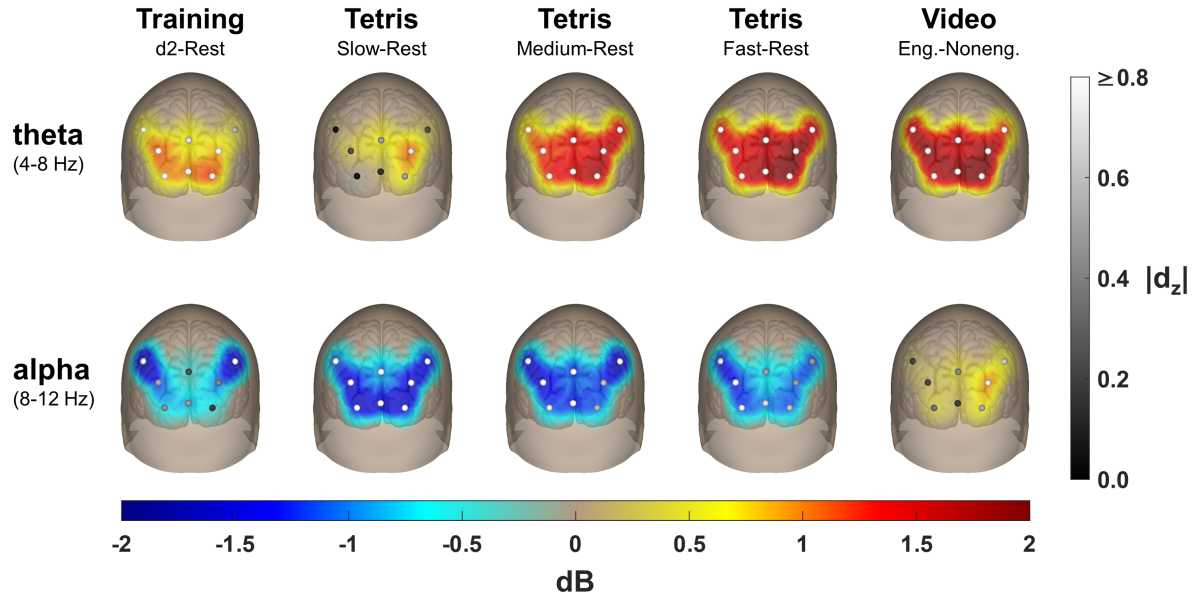 Training Tetris Tetris Tetris Video
d2-Rest Slow-Rest Medium-Rest Fast-Rest Eng.-Noneng.
theta
(4-8 Hz)
≥ 0.8
0.6
0.4
|dz|
0.2
0.0
alpha
(8-12 Hz)
-2 -1.5 -1 -0.5 0 0.5 1 1.5 2
dB